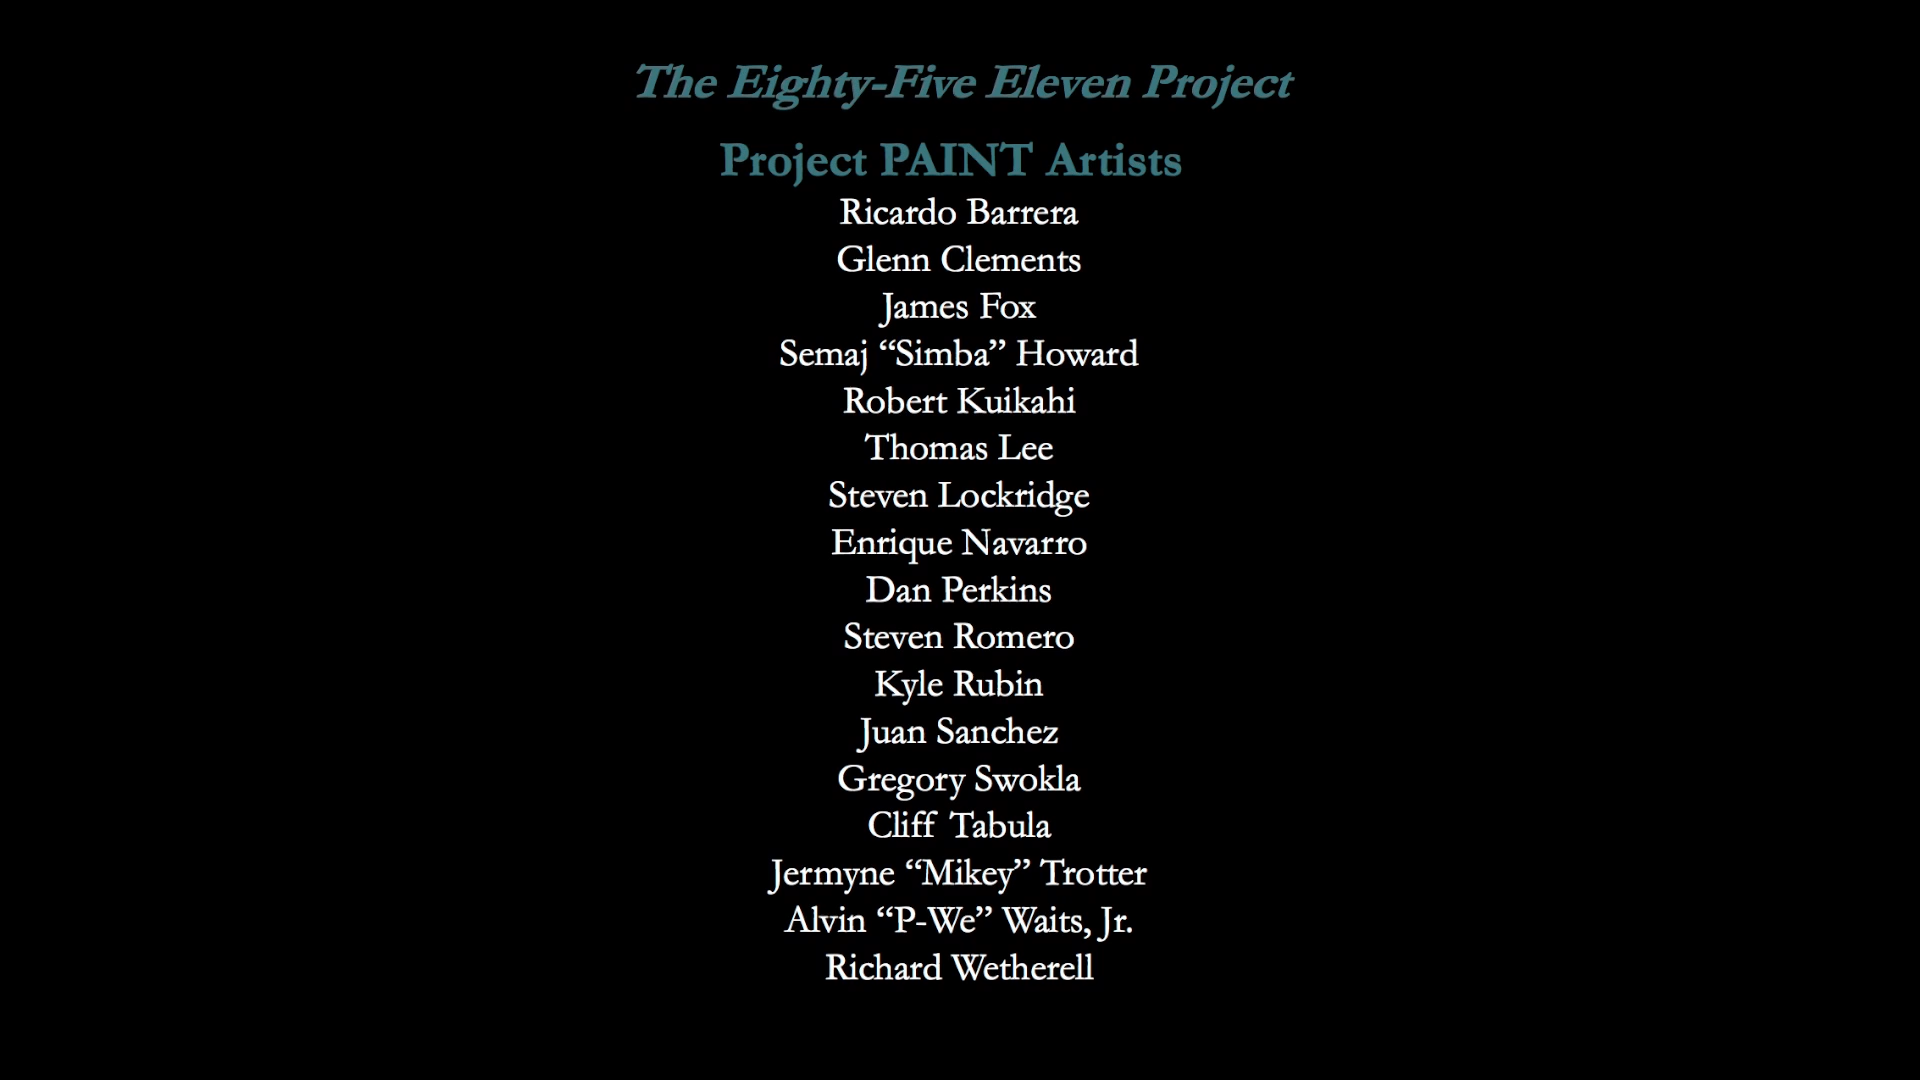 The Eighty-Five Eleven Project
Project PAINT Artists
Ricardo Barrera
Glenn Clements
James Fox
Semaj “Simba” Howard
Robert Kuikahi
Thomas Lee
Steven Lockridge
Enrique Navarro
Dan Perkins
Steven Romero
Kyle Rubin
Juan Sanchez
Gregory Swokla
Cliff Tabula
Jermyne “Mikey” Trotter
Alvin “P-We” Waits, Jr.
Richard Wetherell